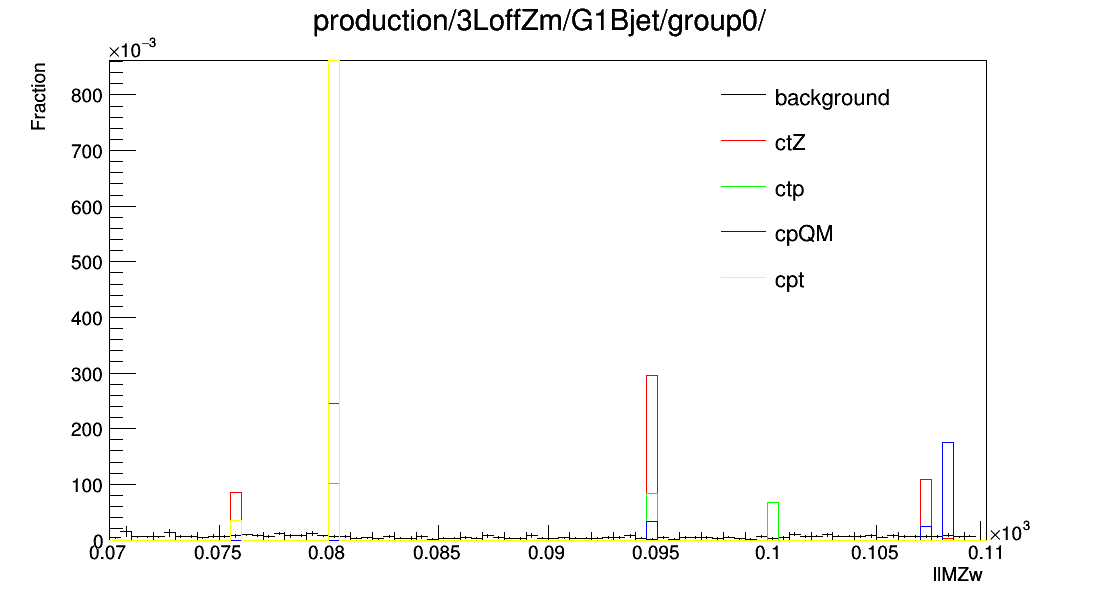 production/3LoffZm/G1Bjet/group0/
×10⁻³
Fraction
800
700
600
500
400
300
200
100
0
background
ctZ
ctp
cpQM
cpt
0.07 0.075 0.08 0.085 0.09 0.095 0.1 0.105 0.11
×10³
llMZw